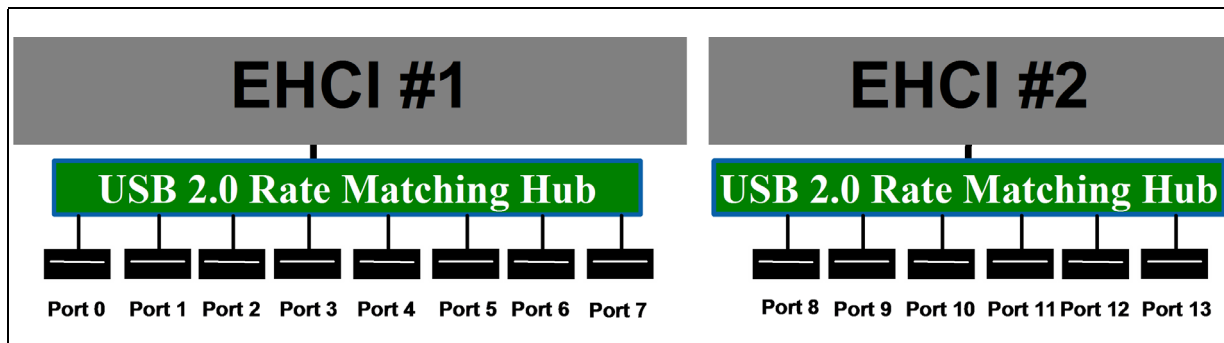 EHCI #1
EHCI #2
USB 2.0 Rate Matching Hub
USB 2.0 Rate Matching Hub
Port 0 Port 1 Port 2 Port 3 Port 4 Port 5 Port 6 Port 7
Port 8 Port 9 Port 10 Port 11 Port 12 Port 13